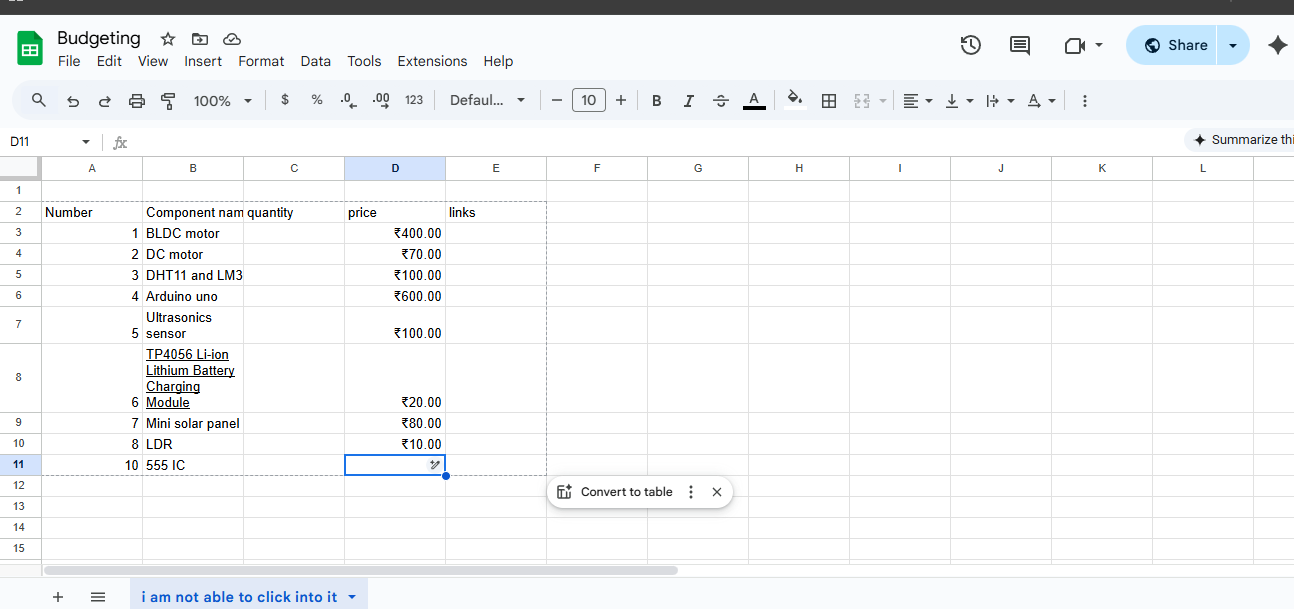 Budgeting
File Edit View Insert Format Data Tools Extensions Help
Share
100% $ % .0 .00 123 Defaul... − 10 + B I S A A
D11 fx
Summarize thi
A B C D E F G H I J K L
1
2 Number Component nam quantity price links
3 1 BLDC motor ₹400.00
4 2 DC motor ₹70.00
5 3 DHT11 and LM3 ₹100.00
6 4 Arduino uno ₹600.00
Ultrasonics
7 5 sensor ₹100.00
TP4056 Li-ion
Lithium Battery
8 Charging
6 Module ₹20.00
9 7 Mini solar panel ₹80.00
10 8 LDR ₹10.00
11 10 555 IC
12 Convert to table
13
14
15
+ i am not able to click into it